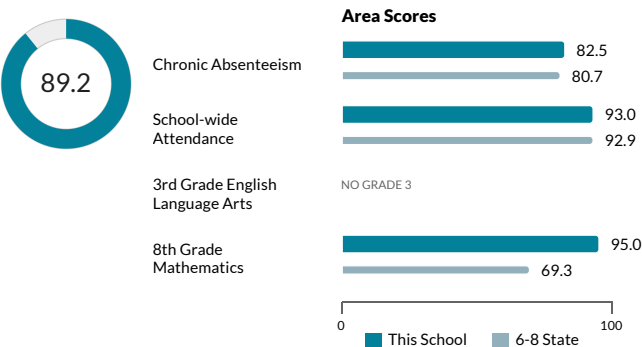 Area Scores
89.2
Chronic Absenteeism
82.5
80.7
School-wide
Attendance
93.0
92.9
3rd Grade English
Language Arts
NO GRADE 3
8th Grade
Mathematics
95.0
69.3
0
100
This School
6-8 State